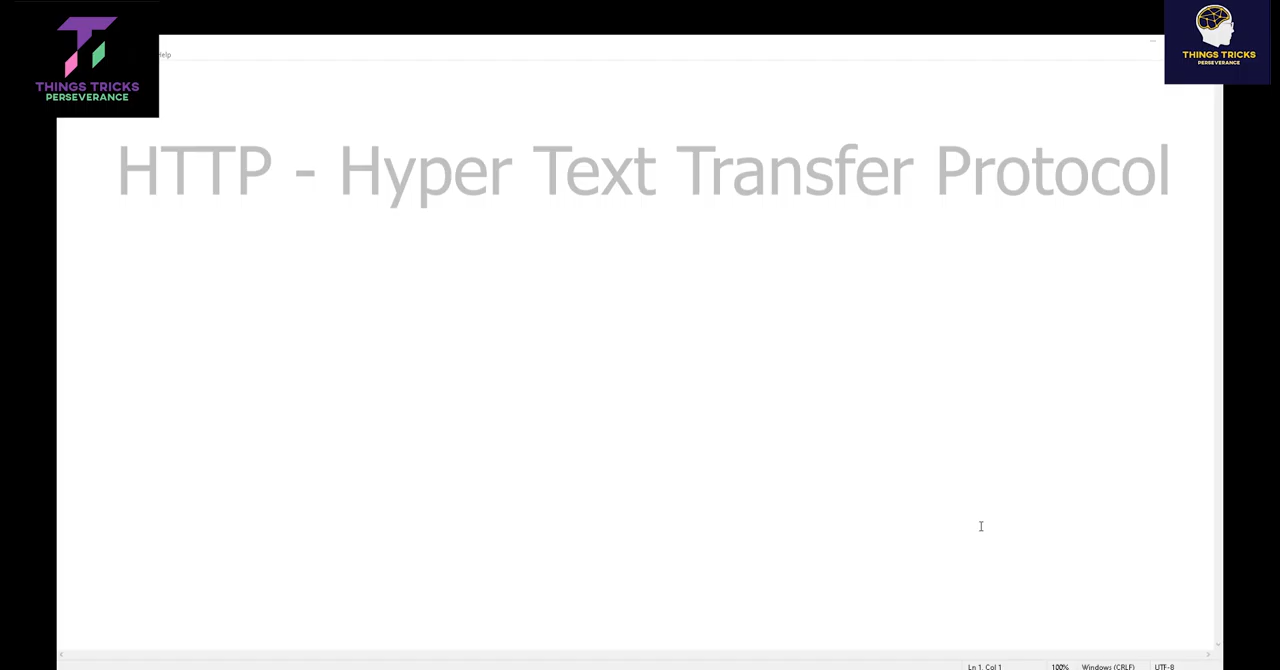 THINGS TRICKS
PERSEVERANCE
Help
THINGS TRICKS
PERSEVERANCE
HTTP - Hyper Text Transfer Protocol
Ln 1, Col 1
100%
Windows (CRLF)
UTF-8